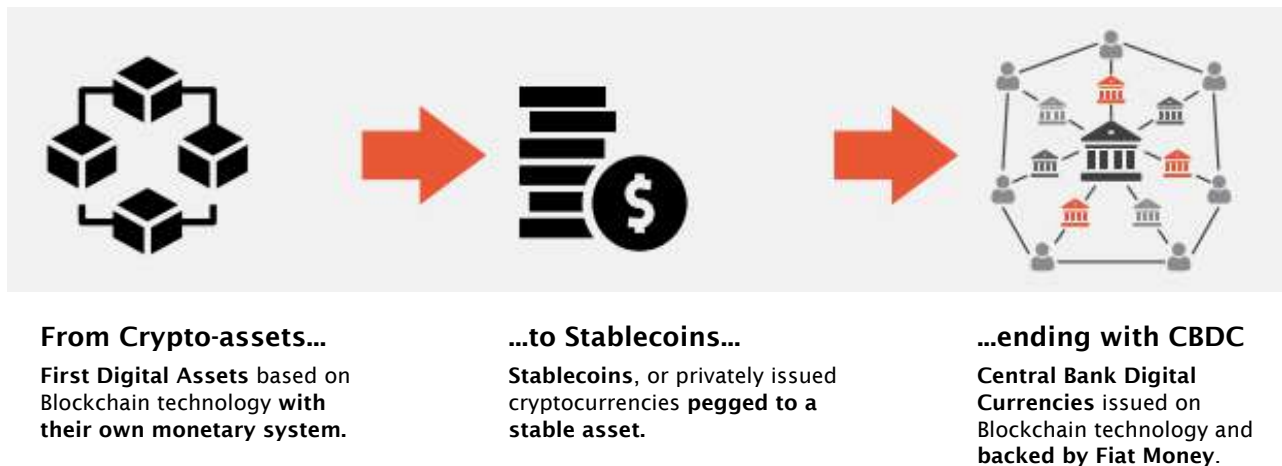 $
From Crypto-assets...
First Digital Assets based on
Blockchain technology with
their own monetary system.
...to Stablecoins...
Stablecoins, or privately issued
cryptocurrencies pegged to a
stable asset.
...ending with CBDC
Central Bank Digital
Currencies issued on
Blockchain technology and
backed by Fiat Money.